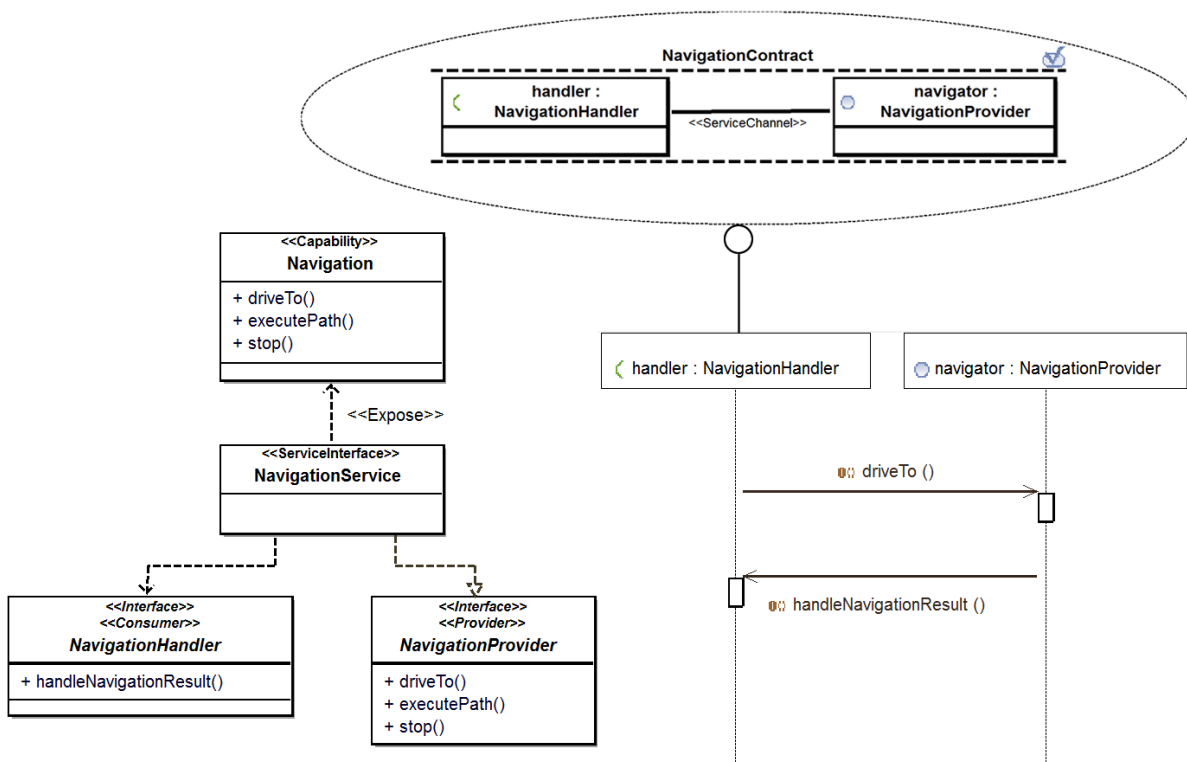 NavigationContract
handler :
NavigationHandler
<<ServiceChannel>>
navigator :
NavigationProvider
<<Capability>>
Navigation
+ driveTo()
+ executePath()
+ stop()
<<Expose>>
<<ServiceInterface>>
NavigationService
<<Interface>>
<<Consumer>>
NavigationHandler
+ handleNavigationResult()
<<Interface>>
<<Provider>>
NavigationProvider
+ driveTo()
+ executePath()
+ stop()
handler : NavigationHandler
navigator : NavigationProvider
driveTo ()
handleNavigationResult ()